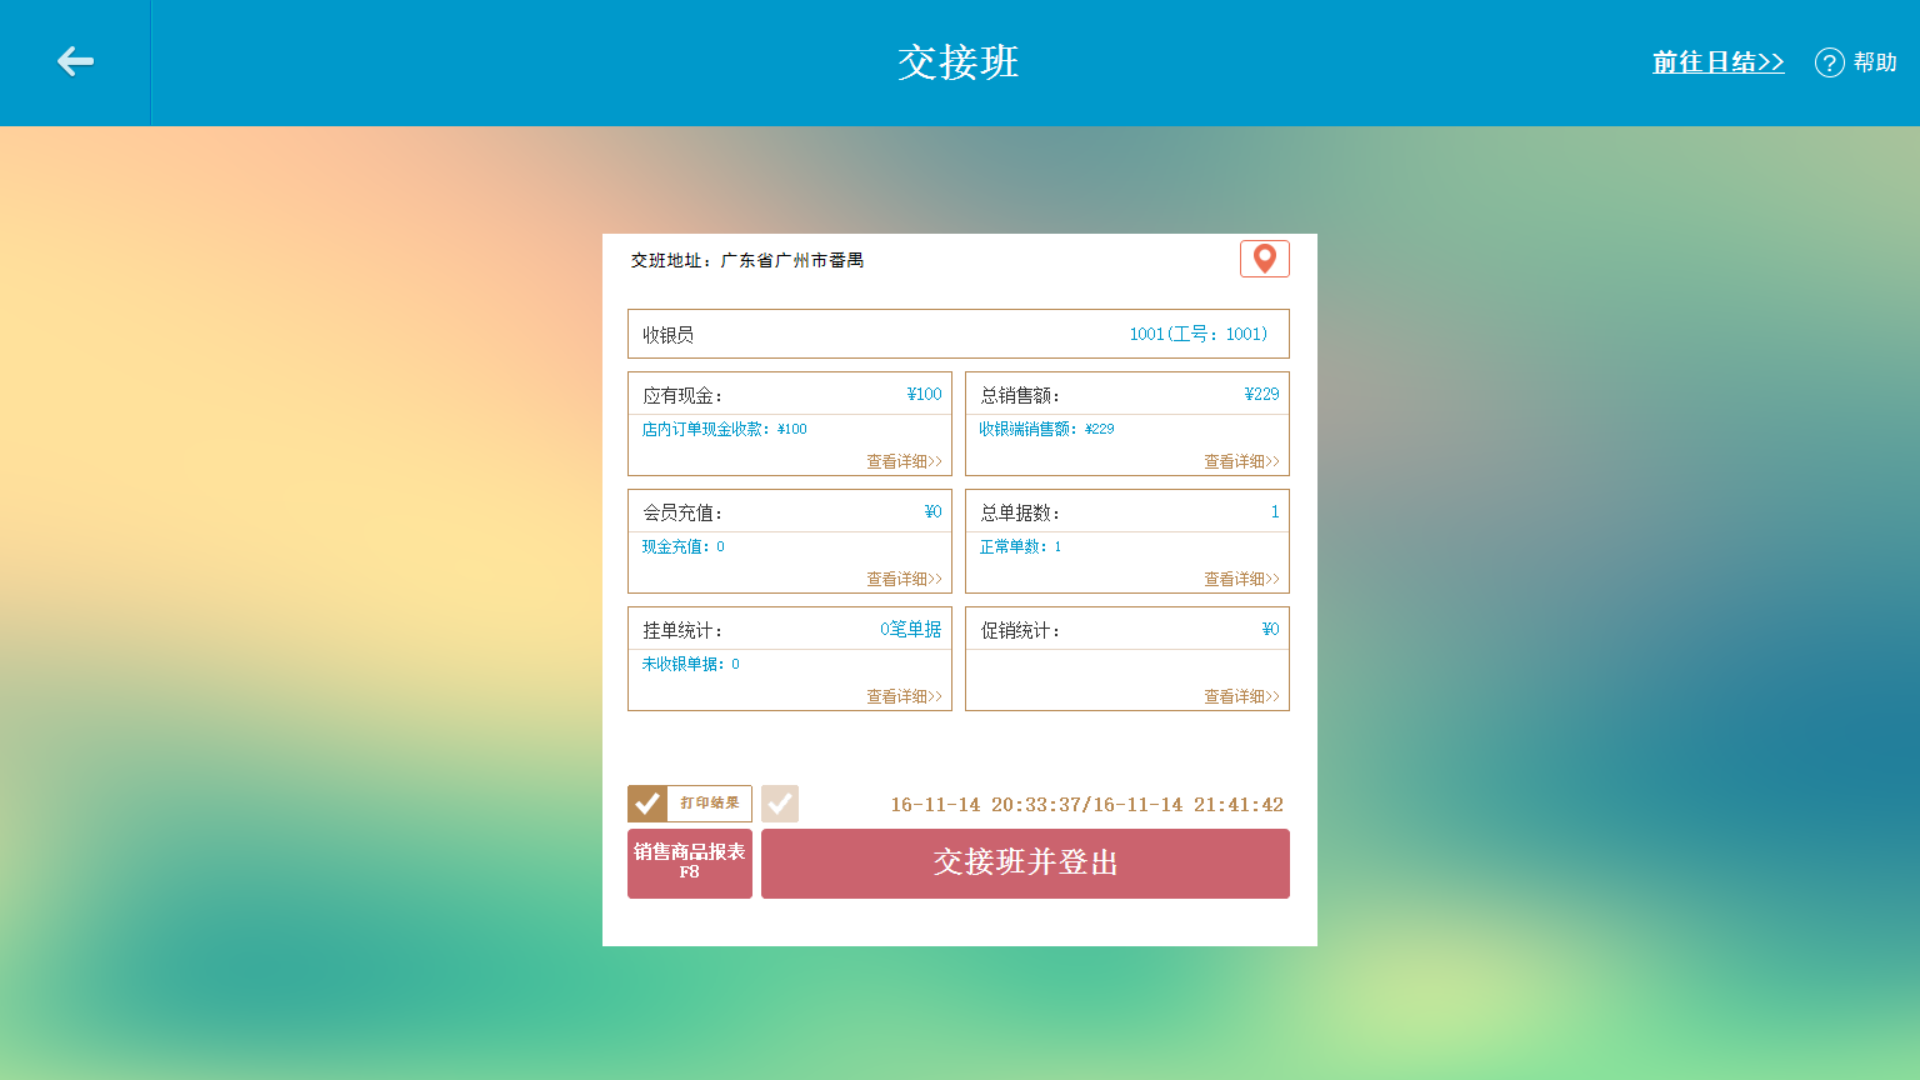 交接班
前往日结>>
? 帮助
交班地址：广东省广州市番禺
收银员
1001(工号：1001)
应有现金：
¥100
店内订单现金收款：¥100
查看详细>>
总销售额：
¥229
收银端销售额：¥229
查看详细>>
会员充值：
¥0
现金充值：0
查看详细>>
总单据数：
1
正常单数：1
查看详细>>
挂单统计：
0笔单据
未收银单据：0
查看详细>>
促销统计：
¥0
查看详细>>
打印结果
16-11-14 20:33:37/16-11-14 21:41:42
销售商品报表
F8
交接班并登出